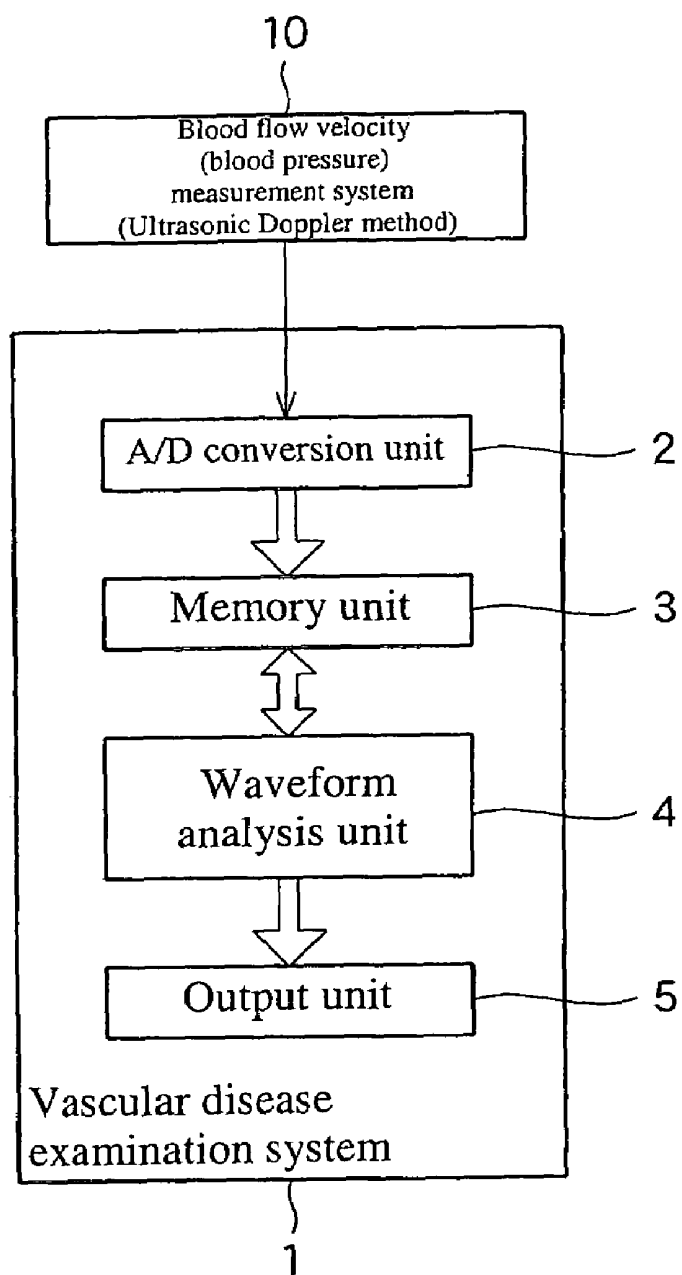 10
Blood flow velocity
(blood pressure)
measurement system
(Ultrasonic Doppler method)
A/D conversion unit
2
Memory unit
3
Waveform
analysis unit
4
Output unit
5
Vascular disease
examination system
1